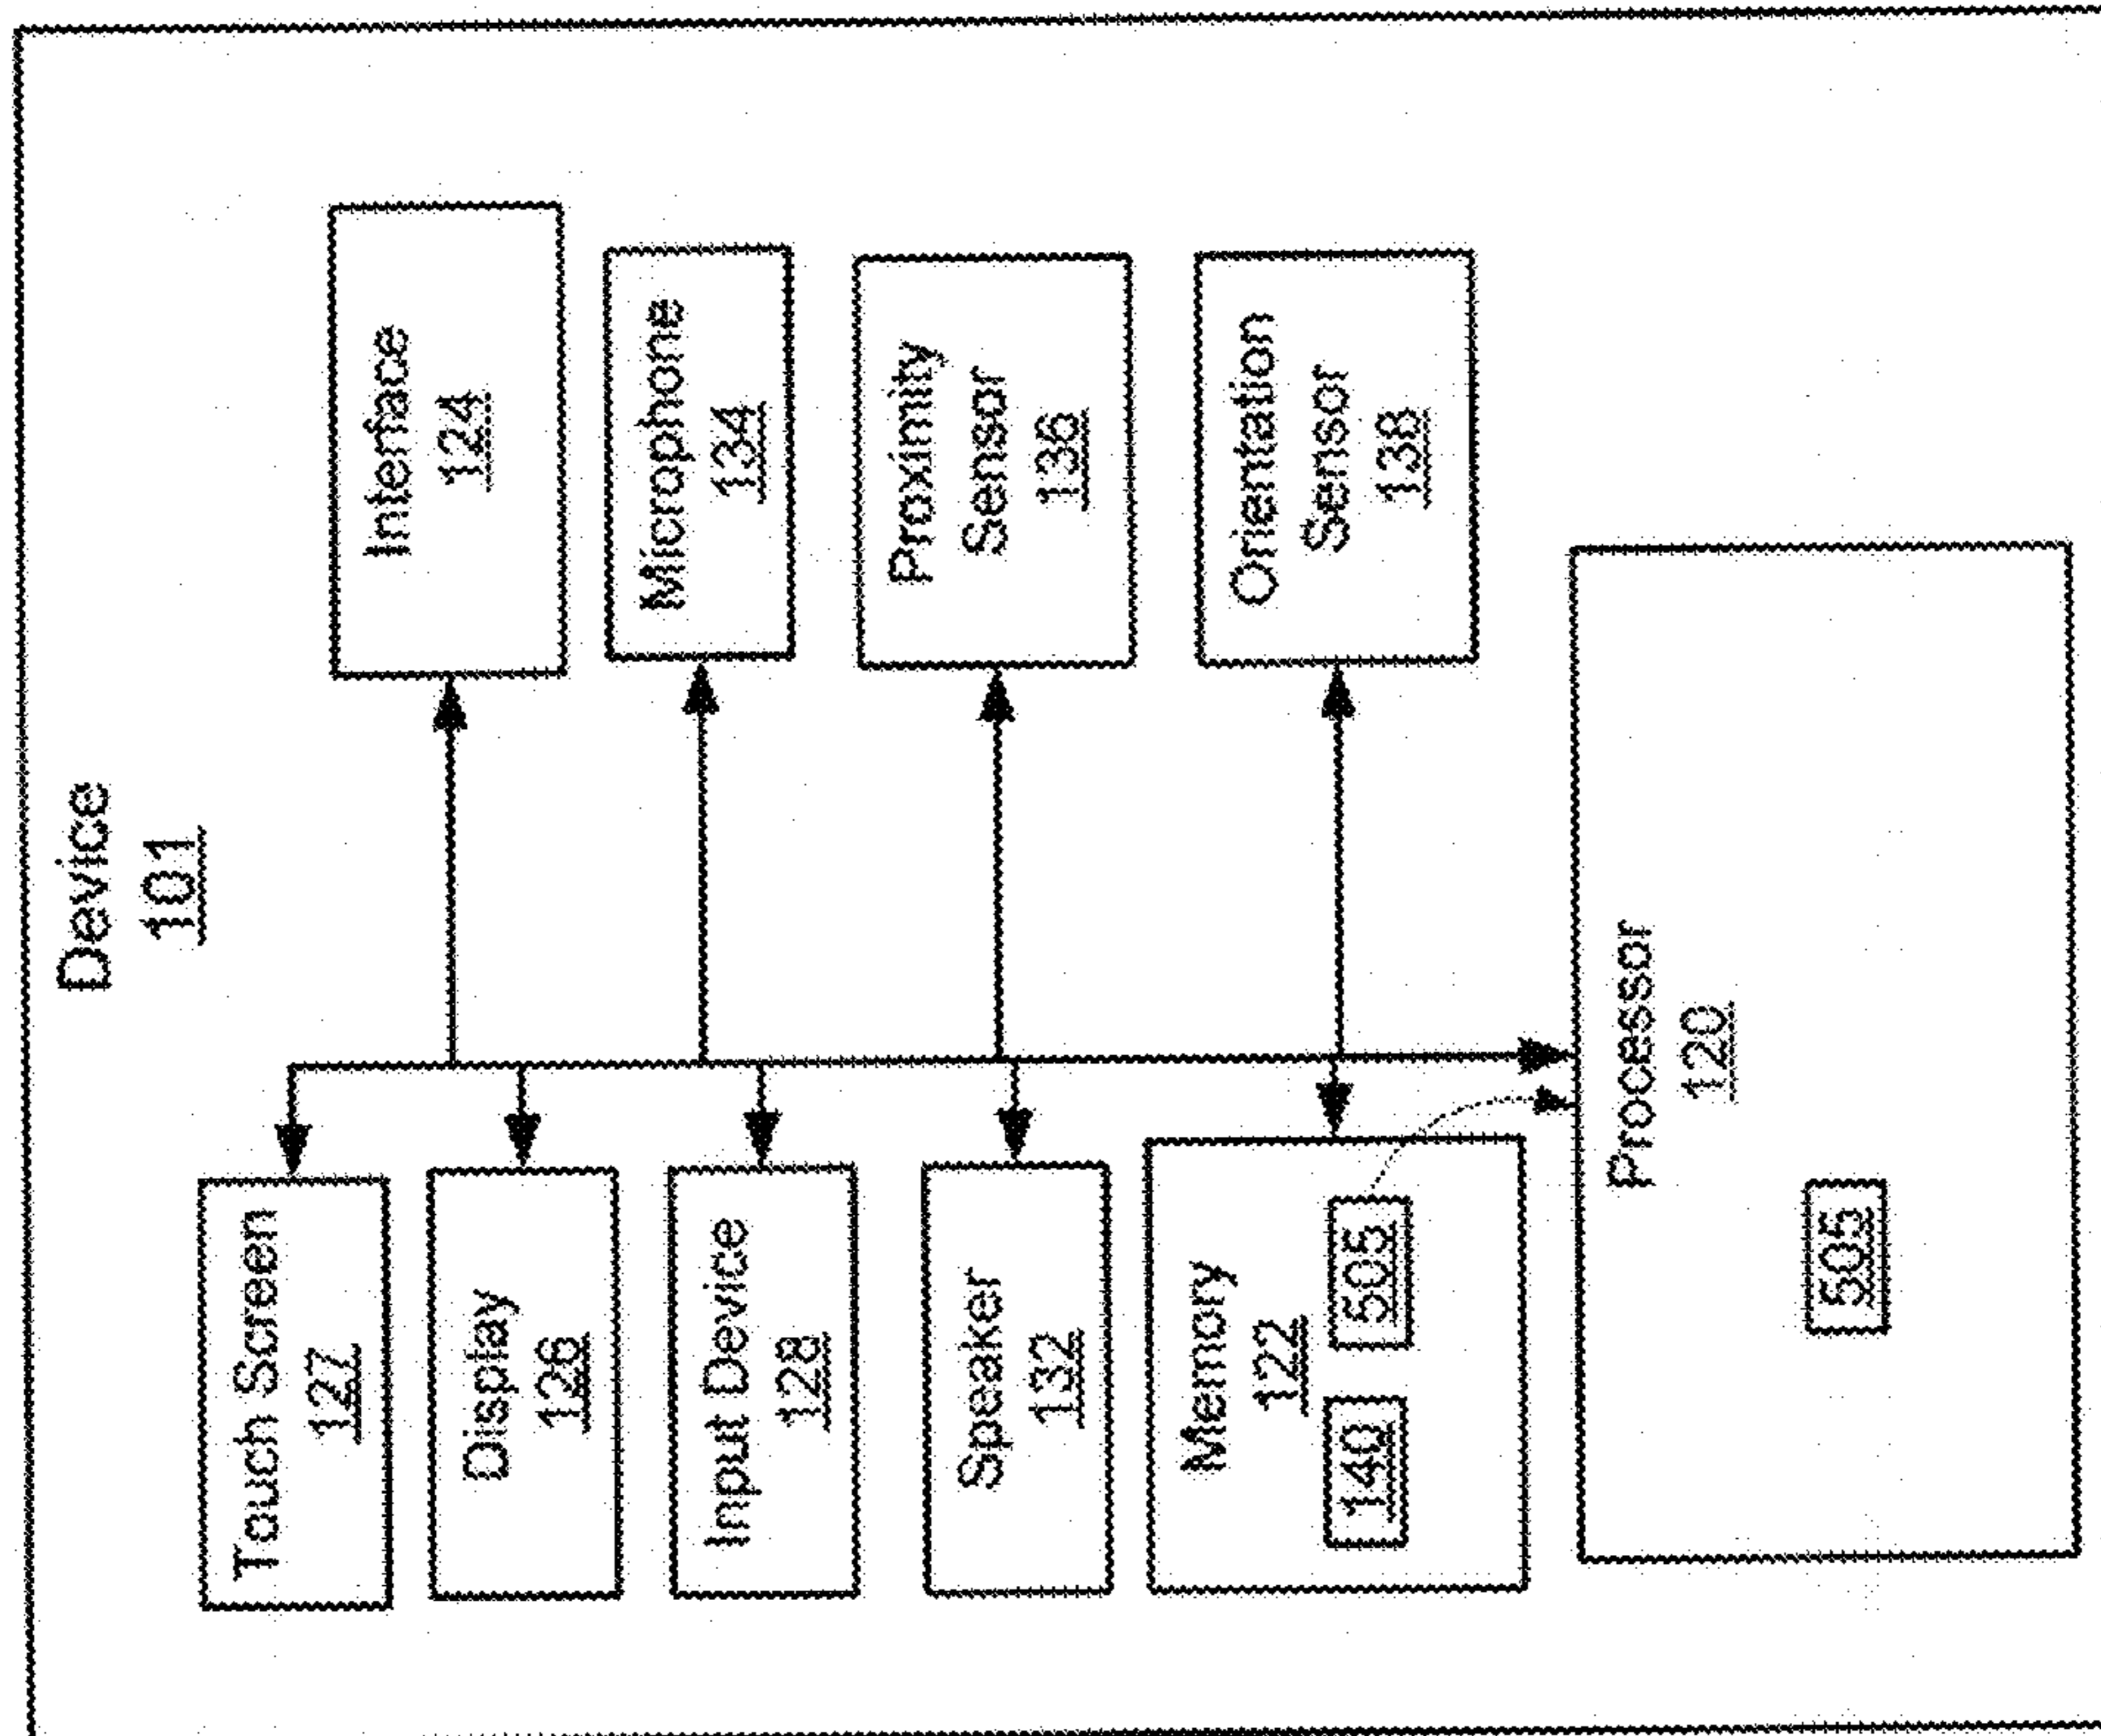 Device
101
Touch Screen
127
Display
126
Input Device
128
Speaker
132
Memory
122
140
505
Interface
124
Microphone
134
Proximity
Sensor
136
Orientation
Sensor
138
Processor
120
505